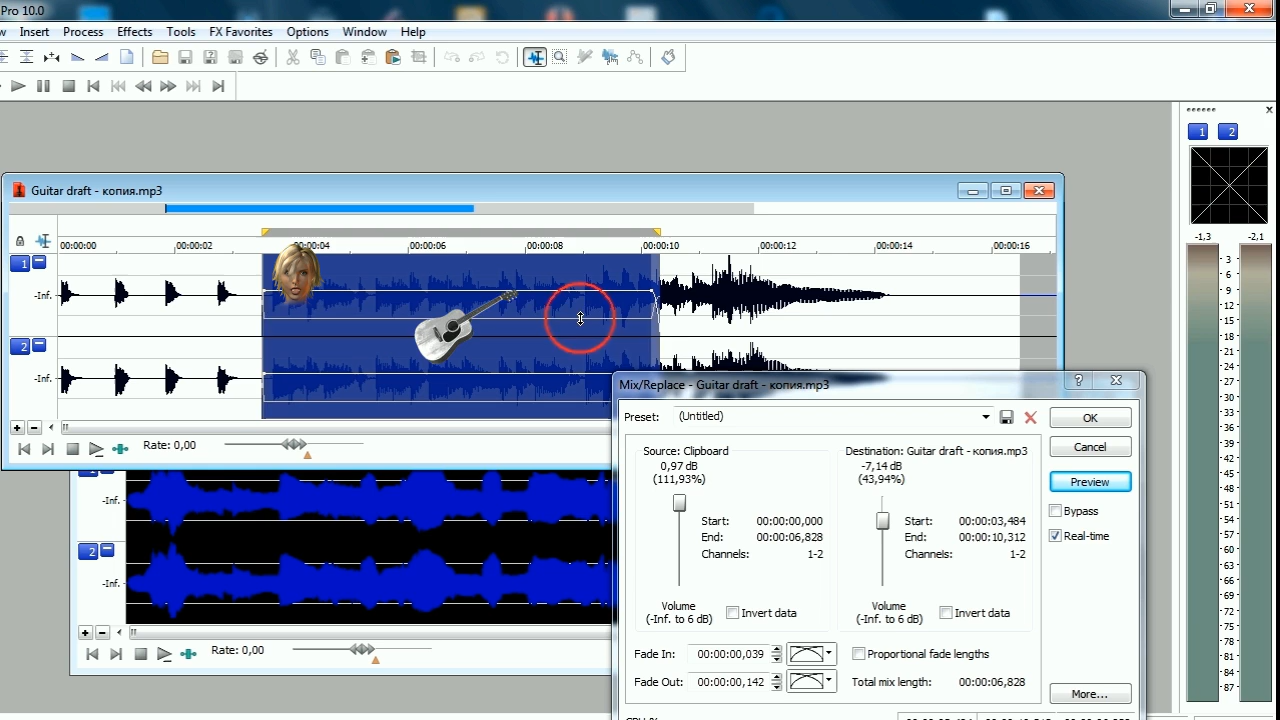 Pro 10.0
w Insert Process Effects Tools FX Favorites Options Window Help
1 2
Guitar draft - копия.mp3
-1,3 -2,1
00:00:00 00:00:02 00:00:04 00:00:06 00:00:08 00:00:10 00:00:12 00:00:14 00:00:16
1
-Inf.
2
-Inf.
Rate: 0,00
-Inf.
2
-Inf.
Rate: 0,00
Mix/Replace - Guitar draft - копия.mp3
Preset: (Untitled)
OK
Cancel
Preview
Bypass
Real-time
More...
Source: Clipboard
0,97 dB
(111,93%)
Start: 00:00:00,000
End: 00:00:06,828
Channels: 1-2
Volume
(-Inf. to 6 dB)
Invert data
Destination: Guitar draft - копия.mp3
-7,14 dB
(43,94%)
Start: 00:00:03,484
End: 00:00:10,312
Channels: 1-2
Volume
(-Inf. to 6 dB)
Invert data
Fade In: 00:00:00,039
Proportional fade lengths
Fade Out: 00:00:00,142
Total mix length: 00:00:06,828
3
6
9
12
15
18
21
24
27
30
33
36
39
42
45
48
51
54
57
60
63
66
69
72
75
78
81
84
87